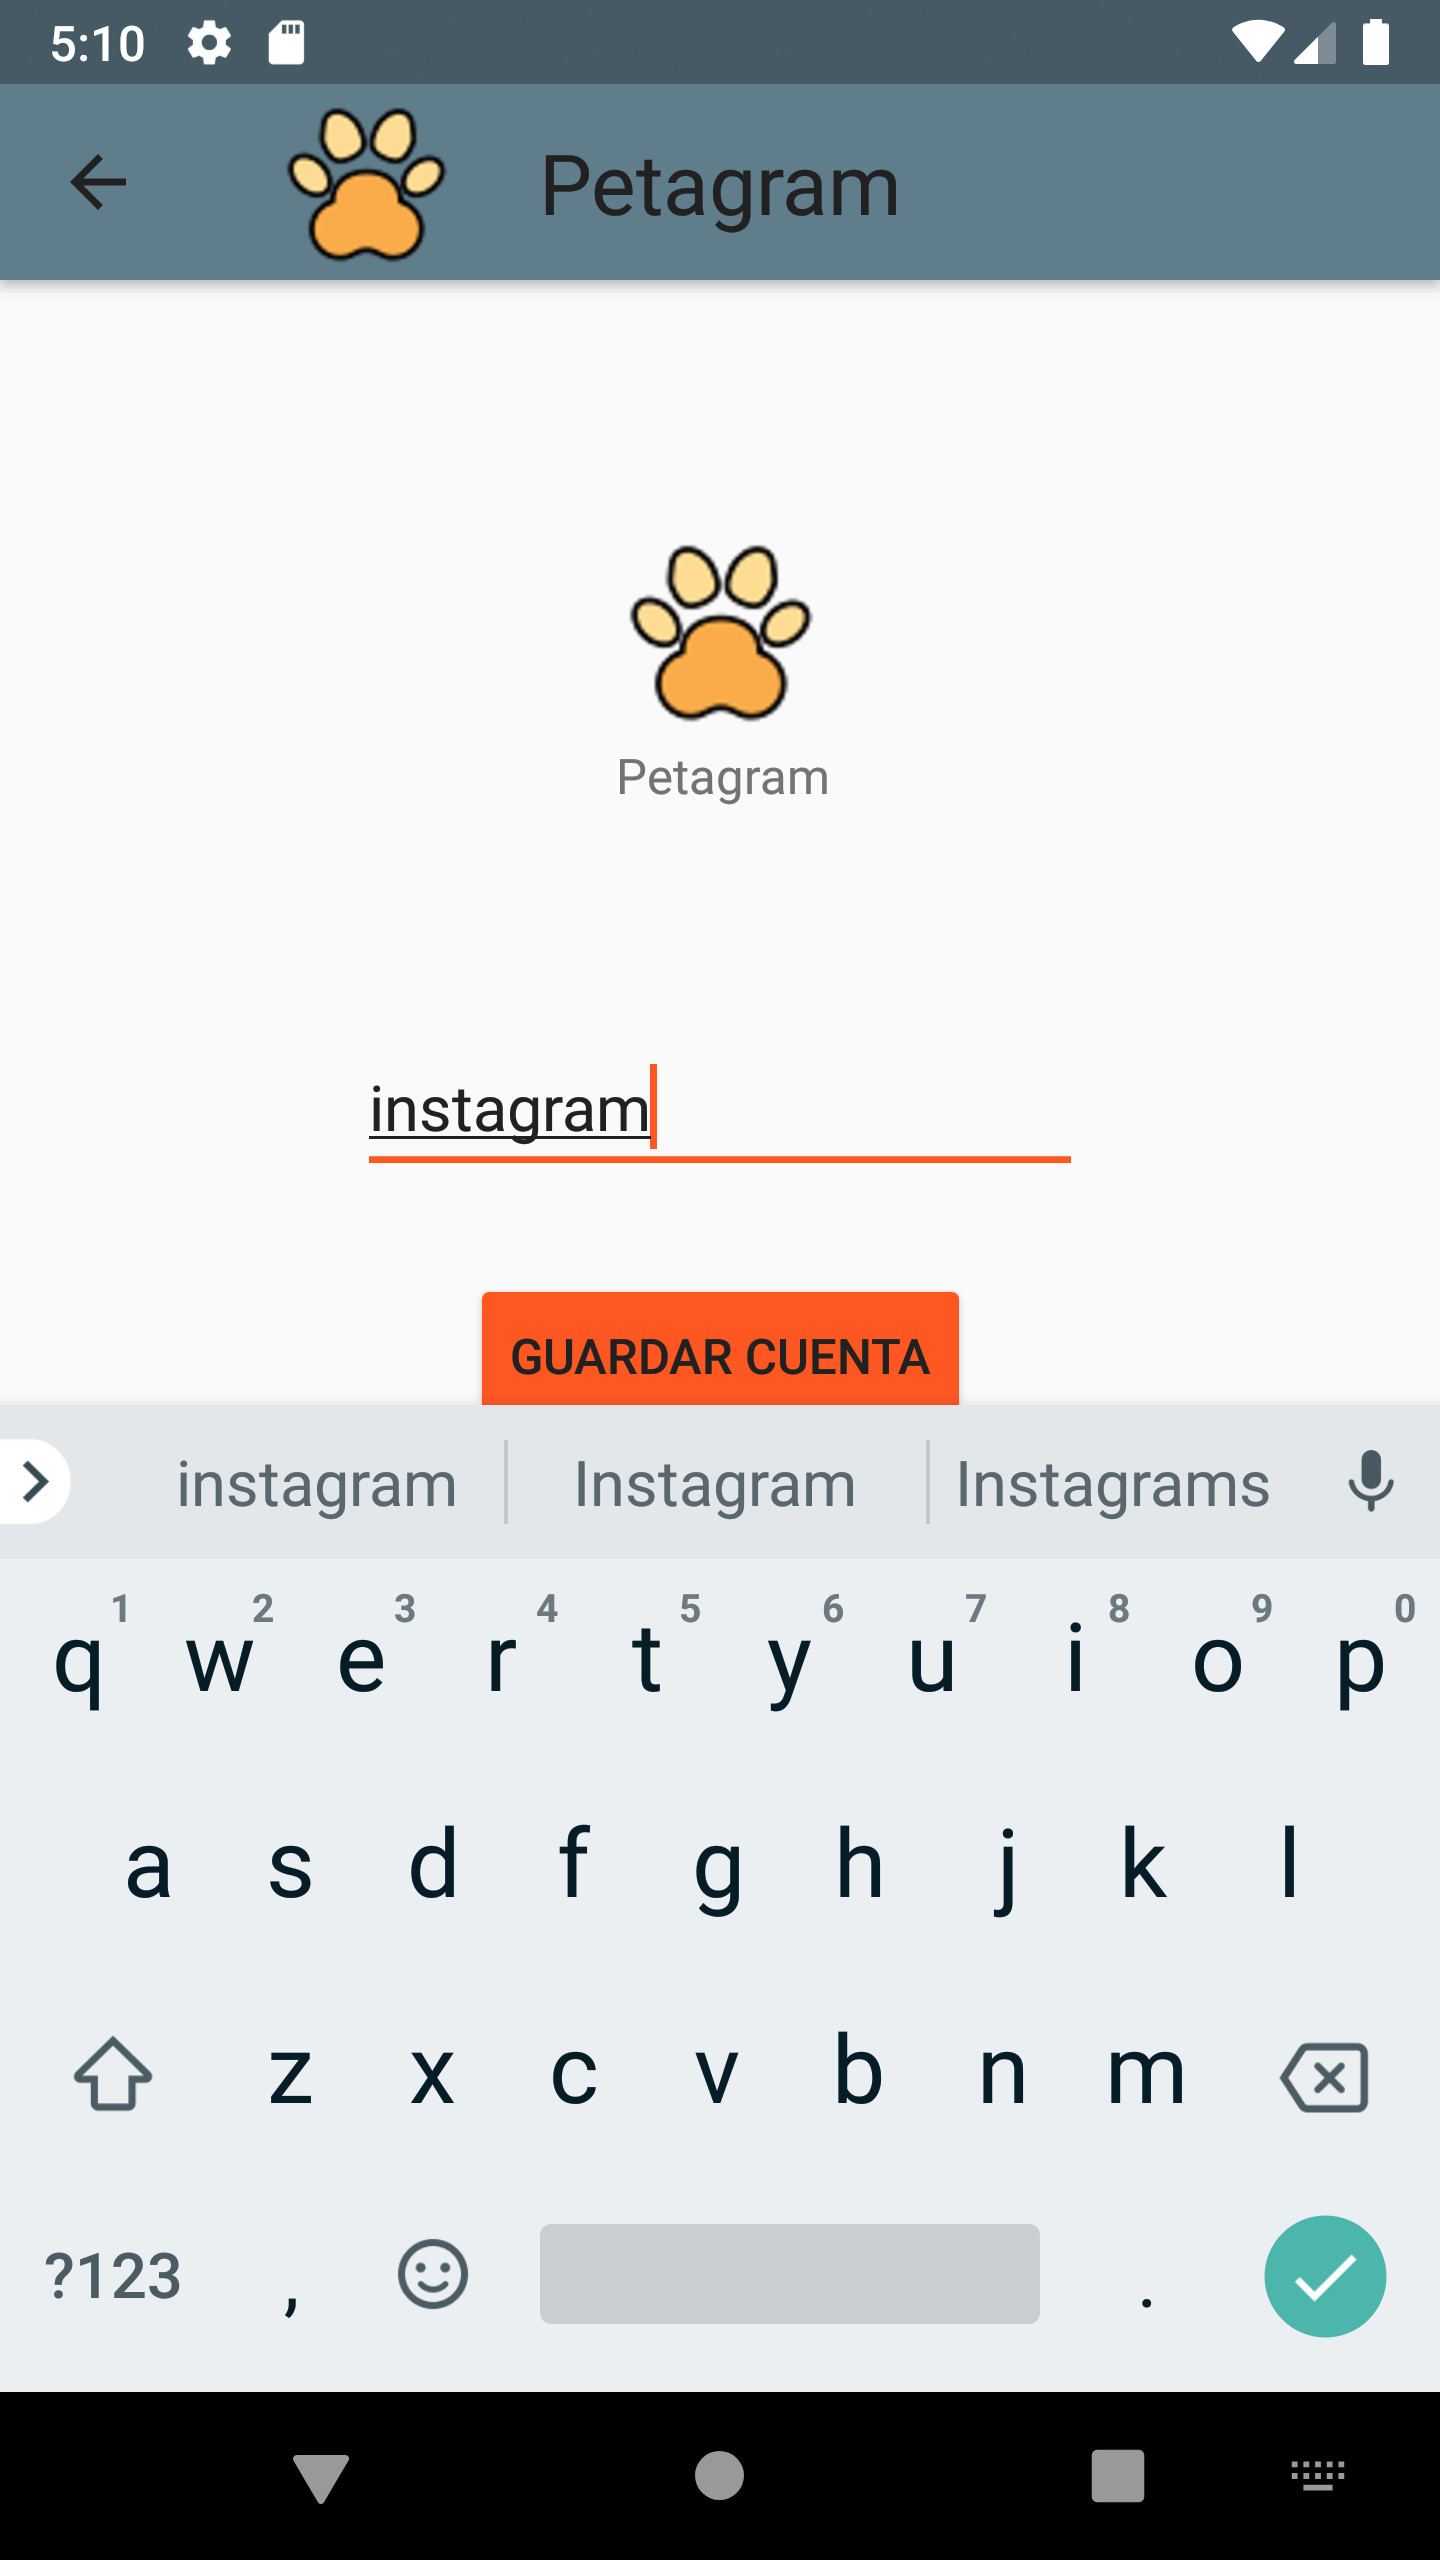 5:10
Petagram
Petagram
instagram
GUARDAR CUENTA
instagram Instagram Instagrams
1 2 3 4 5 6 7 8 9 0
q w e r t y u i o p
a s d f g h j k l
z x c v b n m
?123 , .